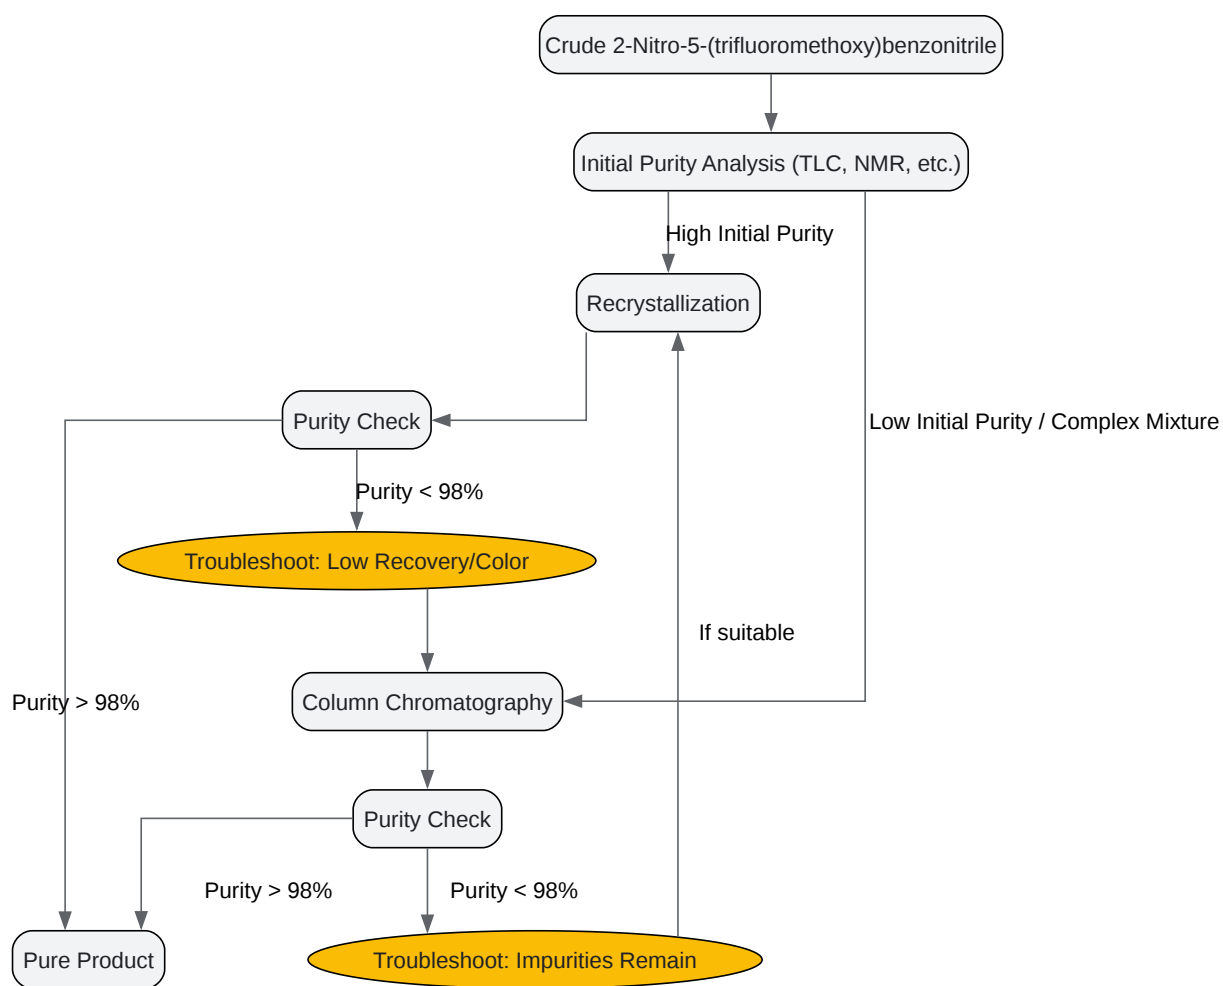 Crude 2-Nitro-5-(trifluoromethoxy)benzonitrile
Initial Purity Analysis (TLC, NMR, etc.)
High Initial Purity
Recrystallization
Purity Check
Low Initial Purity / Complex Mixture
Purity < 98%
Troubleshoot: Low Recovery/Color
If suitable
Purity > 98%
Column Chromatography
Purity Check
Purity > 98%
Purity < 98%
Pure Product
Troubleshoot: Impurities Remain